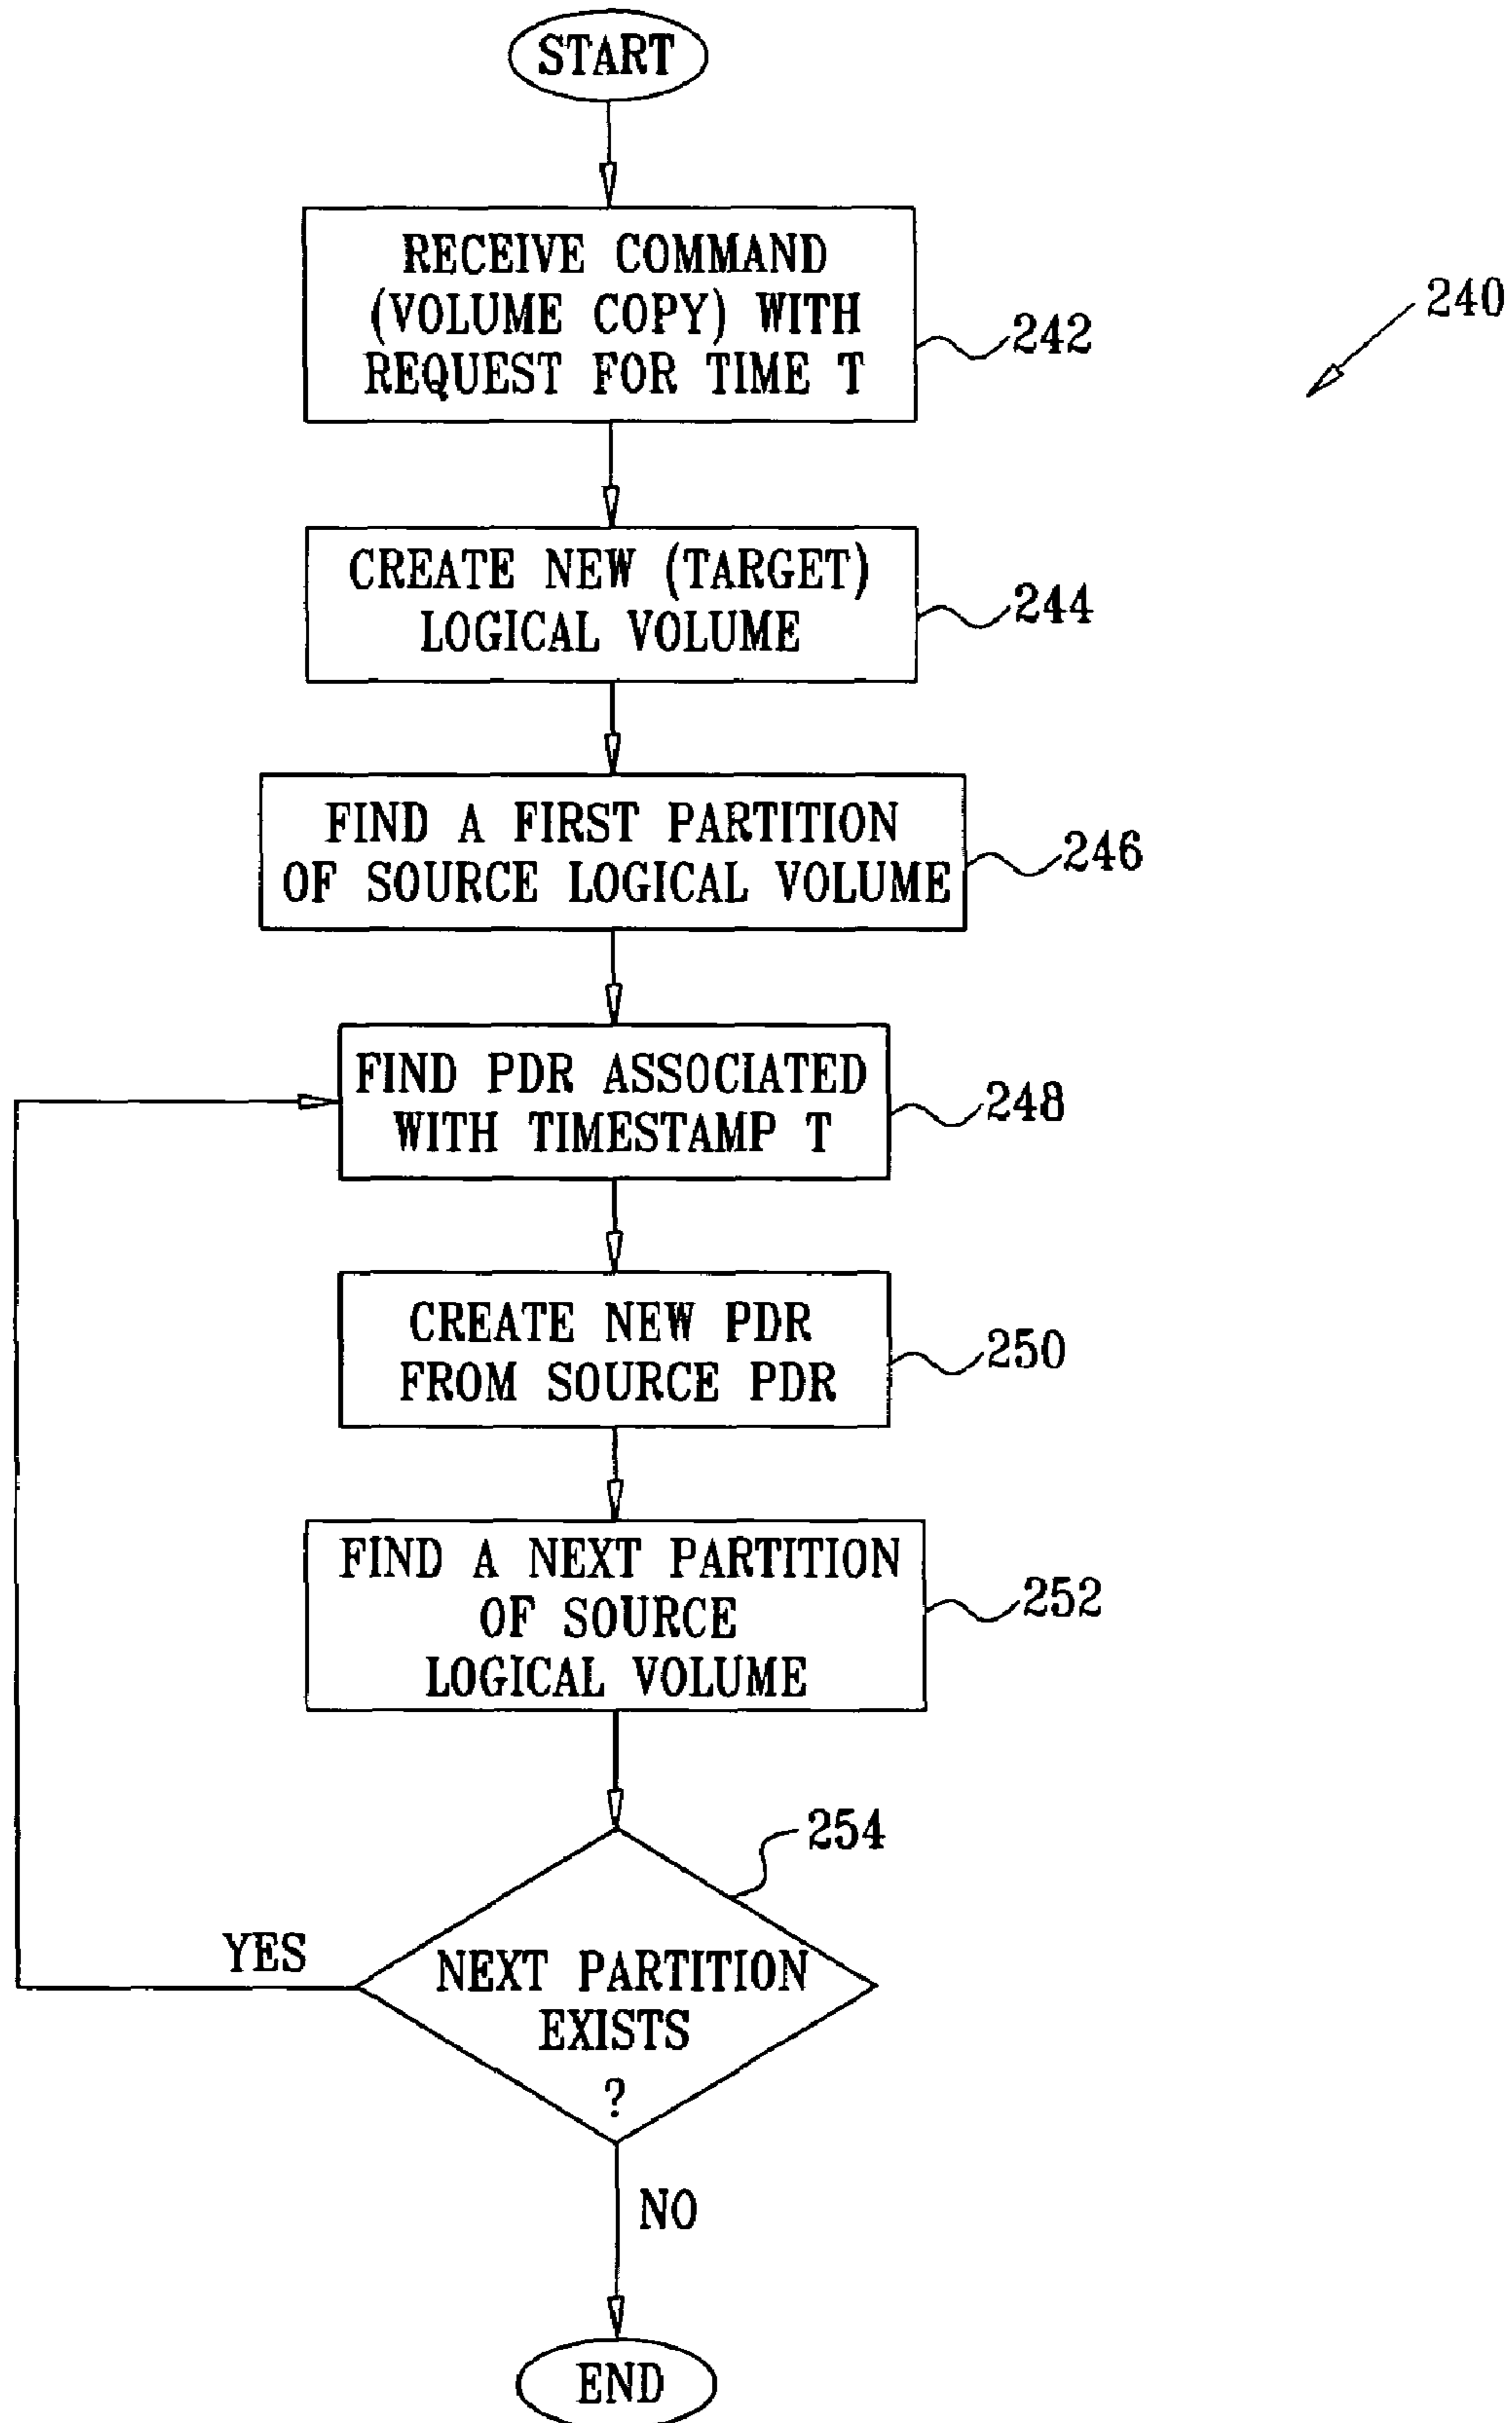 START
RECEIVE COMMAND
(VOLUME COPY) WITH
REQUEST FOR TIME T
242
240
CREATE NEW (TARGET)
LOGICAL VOLUME
244
FIND A FIRST PARTITION
OF SOURCE LOGICAL VOLUME
246
FIND PDR ASSOCIATED
WITH TIMESTAMP T
248
CREATE NEW PDR
FROM SOURCE PDR
250
FIND A NEXT PARTITION
OF SOURCE
LOGICAL VOLUME
252
254
NEXT PARTITION
EXISTS
?
YES
NO
END